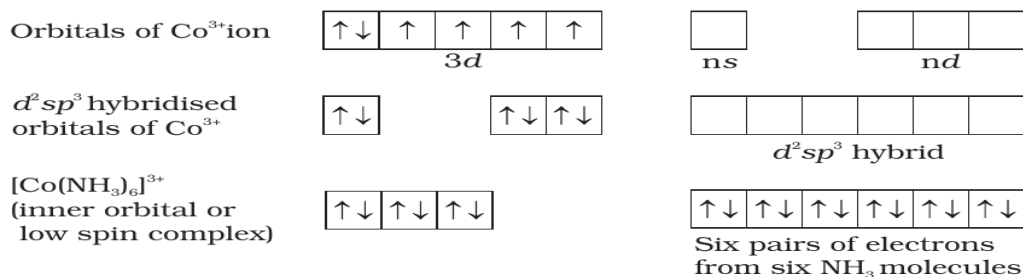 Orbitals of Co³⁺ion ↑↓ ↑ ↑ ↑ ↑
3d ns nd
d²sp³ hybridised
orbitals of Co³⁺ ↑↓ ↑↓ ↑↓
d²sp³ hybrid
[Co(NH₃)₆]³⁺
(inner orbital or ↑↓ ↑↓ ↑↓ ↑↓ ↑↓ ↑↓ ↑↓ ↑↓ ↑↓
low spin complex)
Six pairs of electrons
from six NH₃ molecules